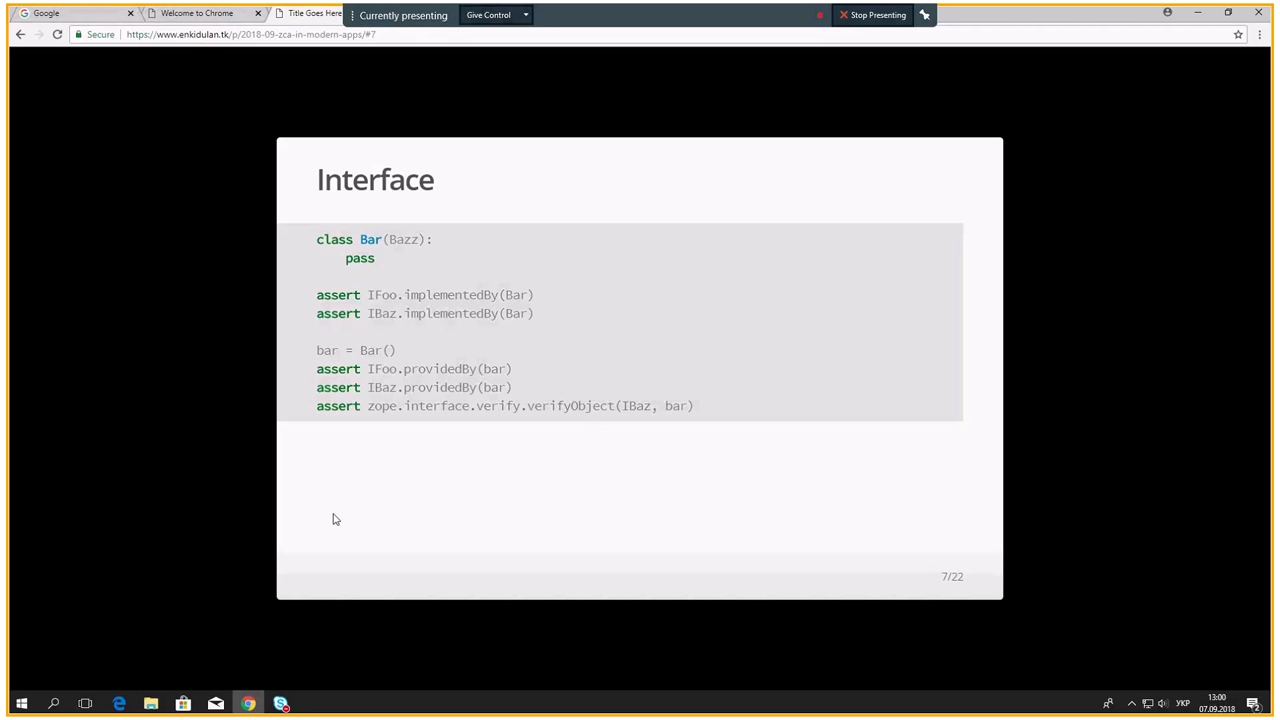 Google
Welcome to Chrome
Title Goes Here
Currently presenting
Give Control
Stop Presenting
Secure
https://www.enkidulan.tk/p/2018-09-zca-in-modern-apps/#7
Interface
class Bar(Bazz):
pass
assert IFoo.implementedBy(Bar)
assert IBaz.implementedBy(Bar)
bar = Bar()
assert IFoo.providedBy(bar)
assert IBaz.providedBy(bar)
assert zope.interface.verify.verifyObject(IBaz, bar)
7/22
УКР
13:00
07.09.2018
2